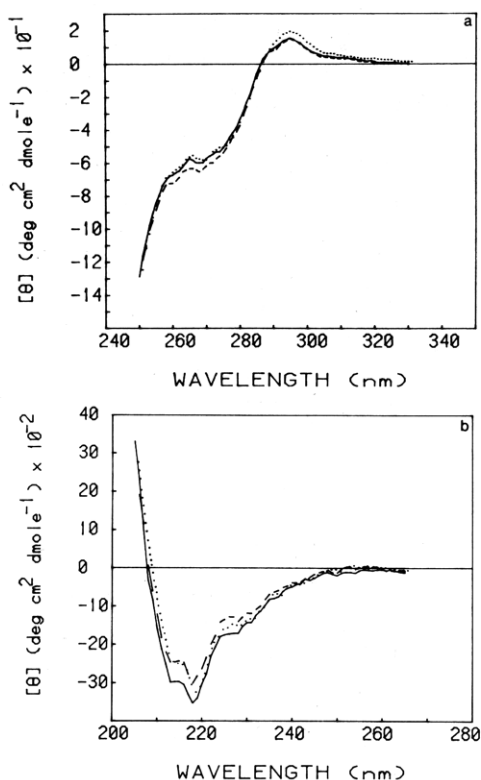 a
[θ] (deg cm² dmole⁻¹) × 10⁻¹
2
0
-2
-4
-6
-8
-10
-12
-14
240 260 280 300 320 340
WAVELENGTH (nm)
b
[θ] (deg cm² dmole⁻¹) × 10⁻²
40
30
20
10
0
-10
-20
-30
200 220 240 260 280
WAVELENGTH (nm)